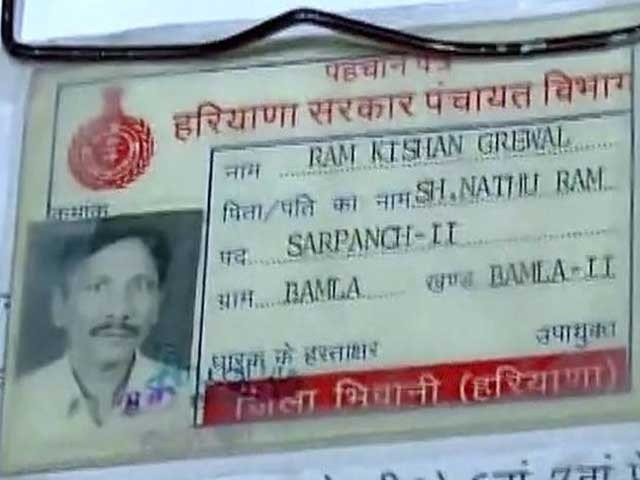 पहचान पत्र
हरियाणा सरकार पंचायत विभाग
नाम RAM KISHAN GREWAL
पिता/पति का नाम SH.NATHU RAM
क्रमांक
पद SARPANCH-II
ग्राम BAMLA खण्ड BAMLA-II
धारक के हस्ताक्षर उपायुक्त
जिला भिवानी (हरियाणा)